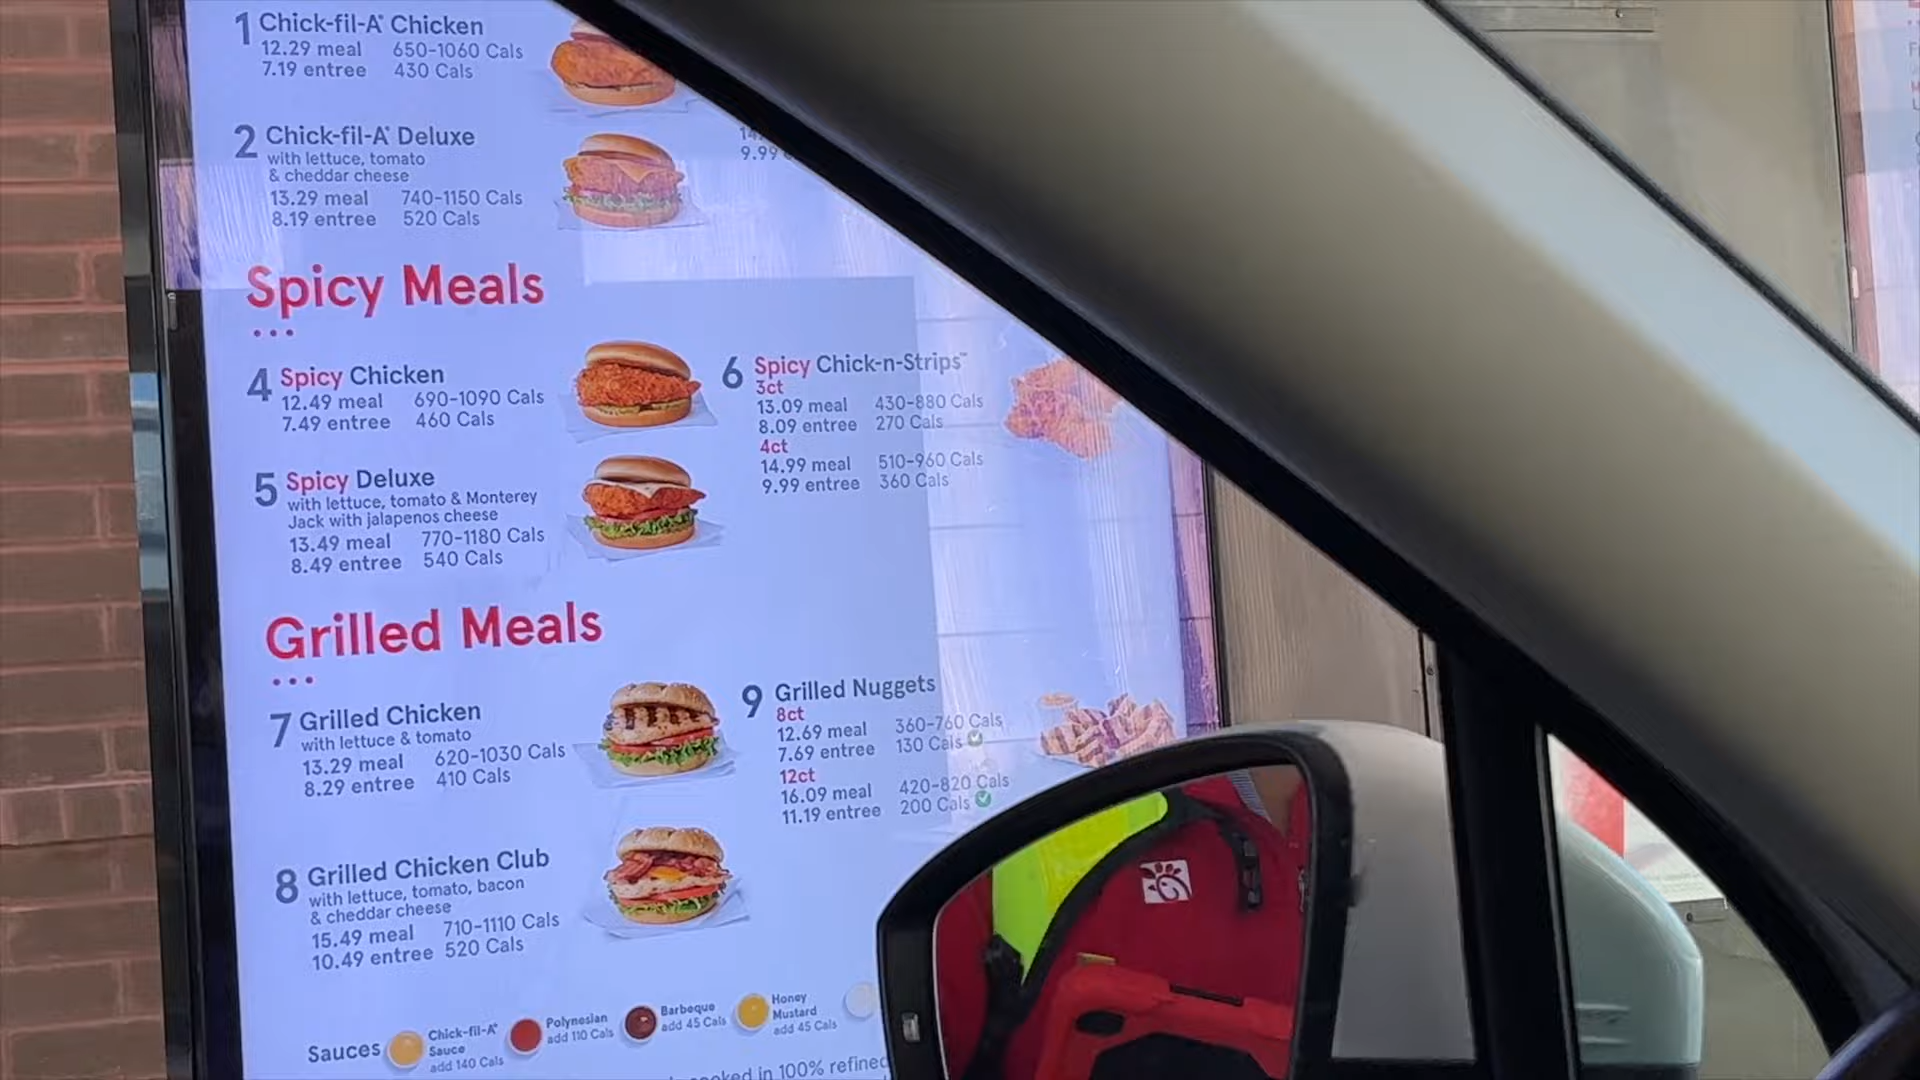 1 Chick-fil-A® Chicken
12.29 meal 650-1060 Cals
7.19 entree 430 Cals
2 Chick-fil-A® Deluxe
with lettuce, tomato
& cheddar cheese
13.29 meal 740-1150 Cals
8.19 entree 520 Cals
9.99
Spicy Meals
4 Spicy Chicken
12.49 meal 690-1090 Cals
7.49 entree 460 Cals
5 Spicy Deluxe
with lettuce, tomato & Monterey
Jack with jalapenos cheese
13.49 meal 770-1180 Cals
8.49 entree 540 Cals
6 Spicy Chick-n-Strips™
3ct
13.09 meal 430-880 Cals
8.09 entree 270 Cals
4ct
14.99 meal 510-960 Cals
9.99 entree 360 Cals
Grilled Meals
7 Grilled Chicken
with lettuce & tomato
13.29 meal 620-1030 Cals
8.29 entree 410 Cals
8 Grilled Chicken Club
with lettuce, tomato, bacon
& cheddar cheese
15.49 meal 710-1110 Cals
10.49 entree 520 Cals
9 Grilled Nuggets
8ct
12.69 meal 360-760 Cals
7.69 entree 130 Cals
12ct
16.09 meal 420-820 Cals
11.19 entree 200 Cals
Sauces
Chick-fil-A®
Sauce
add 140 Cals
Polynesian
add 110 Cals
Barbeque
add 45 Cals
Honey
Mustard
add 45 Cals
in 100% refined